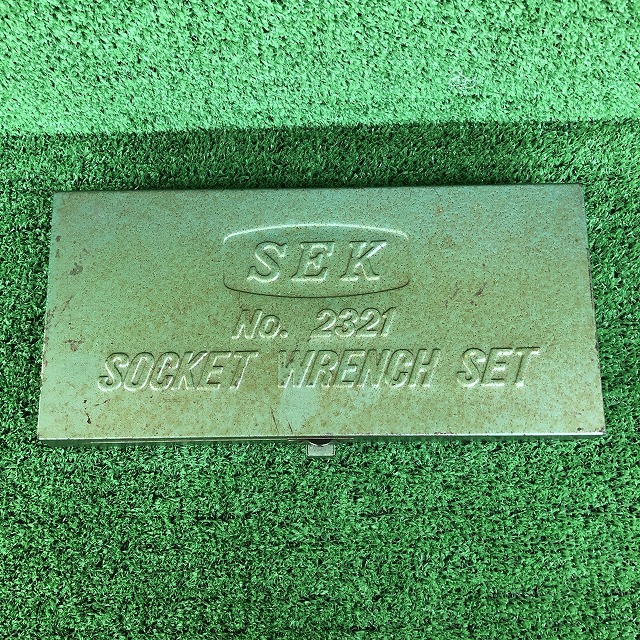 SEK
No. 2321
SOCKET WRENCH SET